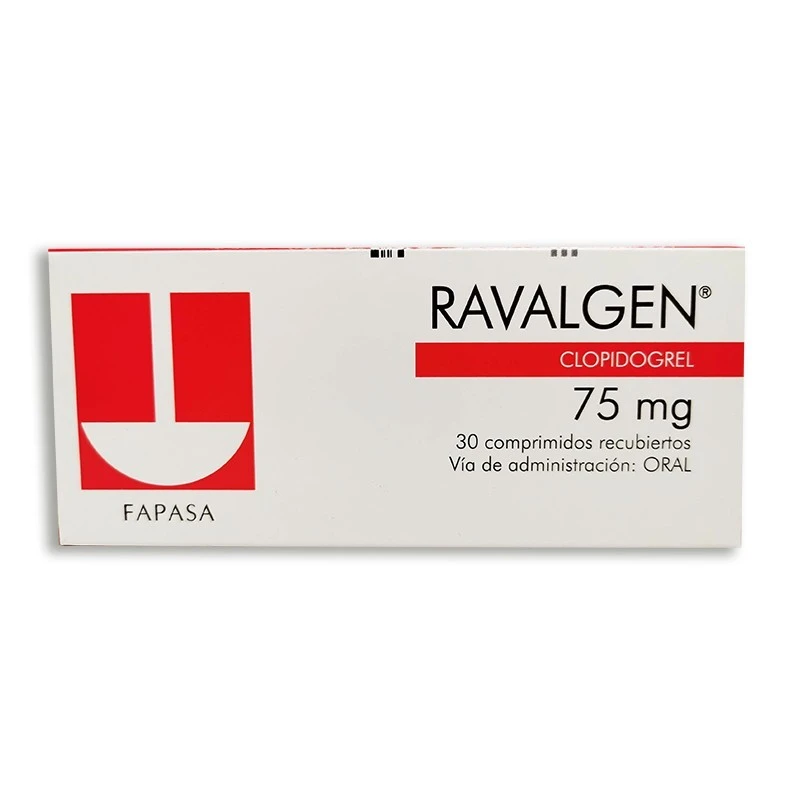 RAVALGEN®
CLOPIDOGREL
75 mg
30 comprimidos recubiertos
Vía de administración: ORAL
FAPASA